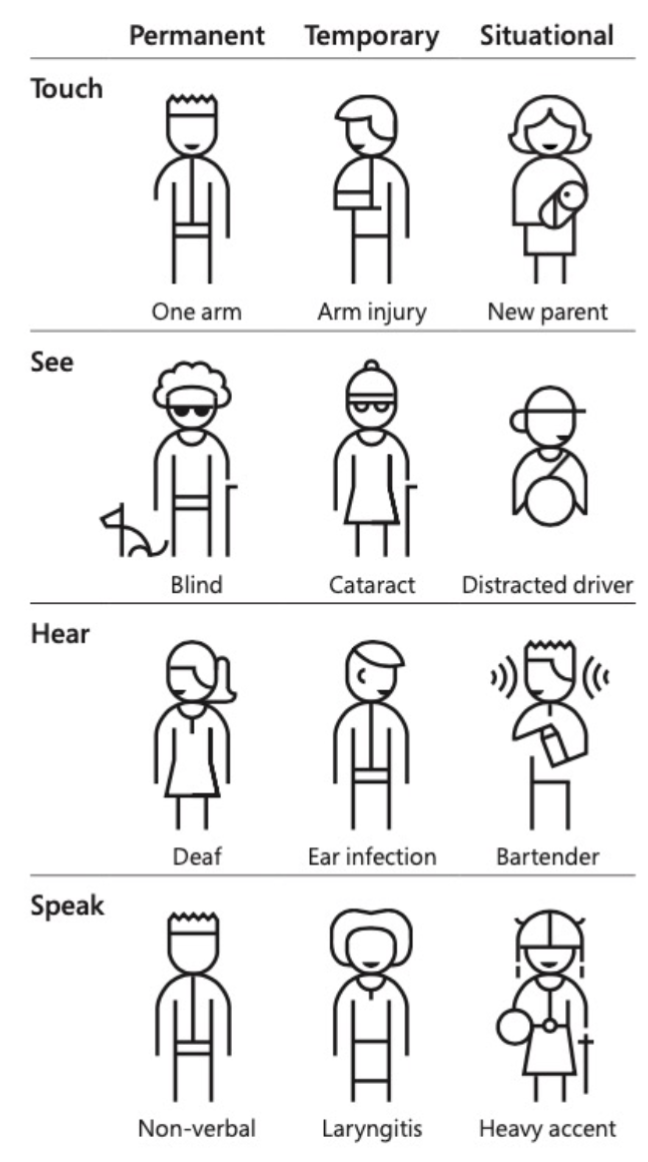 Permanent Temporary Situational
Touch
One arm Arm injury New parent
See
Blind Cataract Distracted driver
Hear
Deaf Ear infection Bartender
Speak
Non-verbal Laryngitis Heavy accent